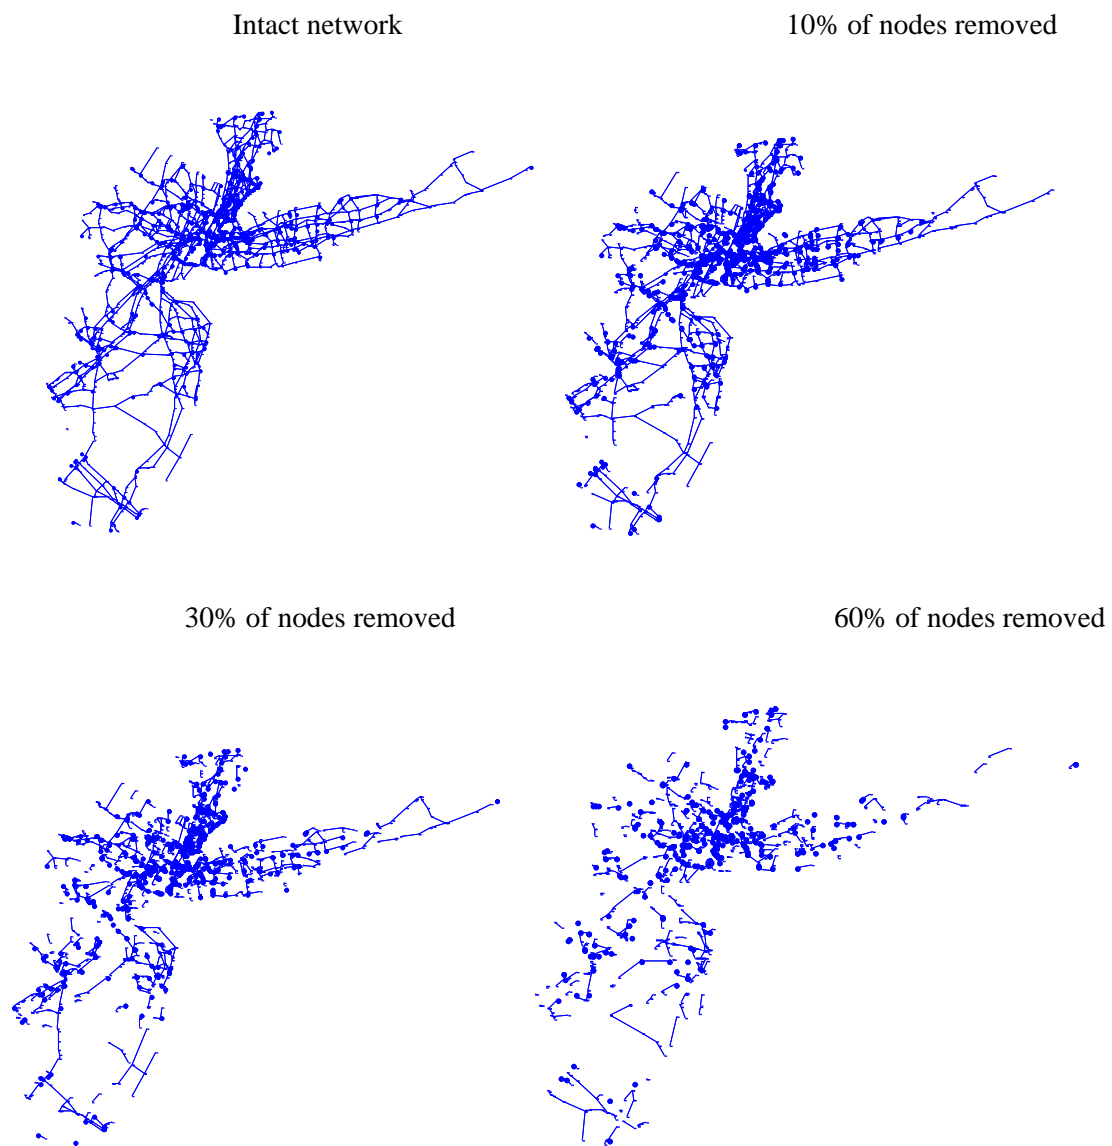 Intact network
10% of nodes removed
30% of nodes removed
60% of nodes removed